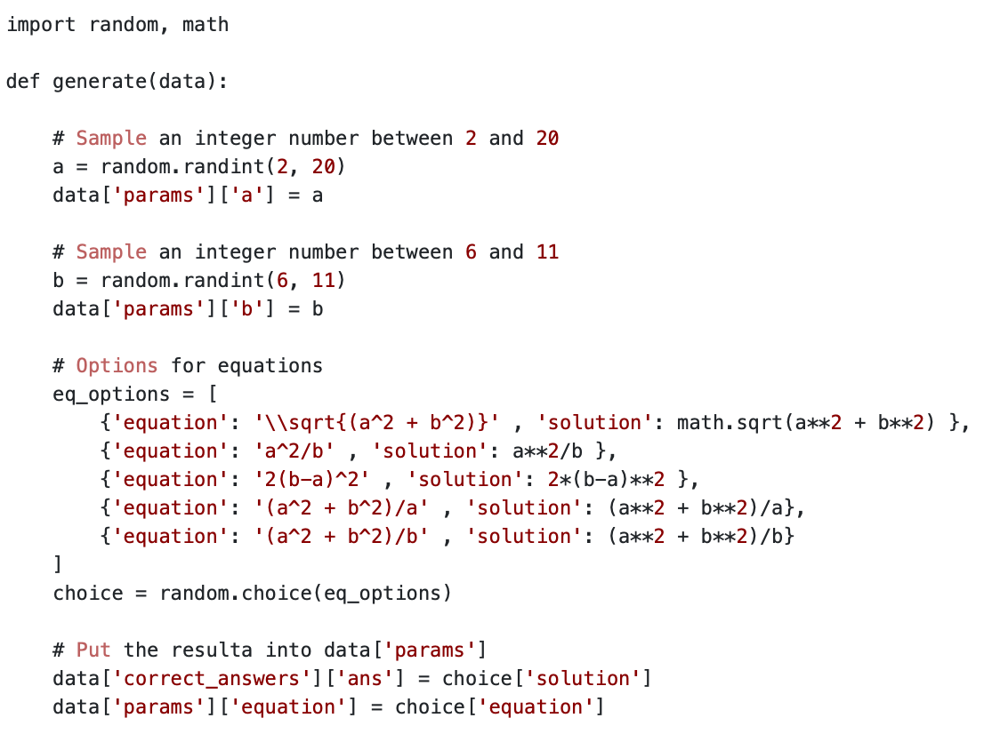 import random, math
def generate(data):
# Sample an integer number between 2 and 20
a = random.randint(2, 20)
data['params']['a'] = a
# Sample an integer number between 6 and 11
b = random.randint(6, 11)
data['params']['b'] = b
# Options for equations
eq_options = [
{'equation': '\\sqrt{(a^2 + b^2)}' , 'solution': math.sqrt(a**2 + b**2) },
{'equation': 'a^2/b' , 'solution': a**2/b },
{'equation': '2(b-a)^2' , 'solution': 2*(b-a)**2 },
{'equation': '(a^2 + b^2)/a' , 'solution': (a**2 + b**2)/a},
{'equation': '(a^2 + b^2)/b' , 'solution': (a**2 + b**2)/b}
]
choice = random.choice(eq_options)
# Put the resulta into data['params']
data['correct_answers']['ans'] = choice['solution']
data['params']['equation'] = choice['equation']